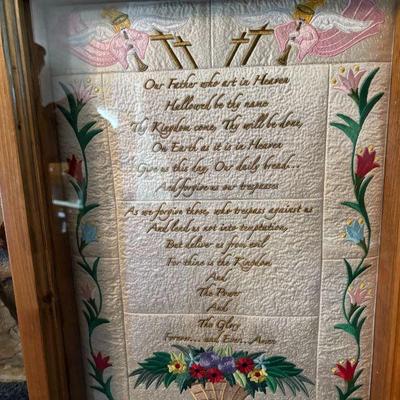 Our Father who art in Heaven
Hallowed be thy name
Thy Kingdom come, Thy will be done,
On Earth as it is in Heaven
Give us this day, Our daily bread...
And forgive us our trespasses
As we forgive those, who trespass against us
And lead us not into temptation,
But deliver us from evil
For thine is the Kingdom
And
The Power
And
The Glory
Forever... and Ever.. Amen